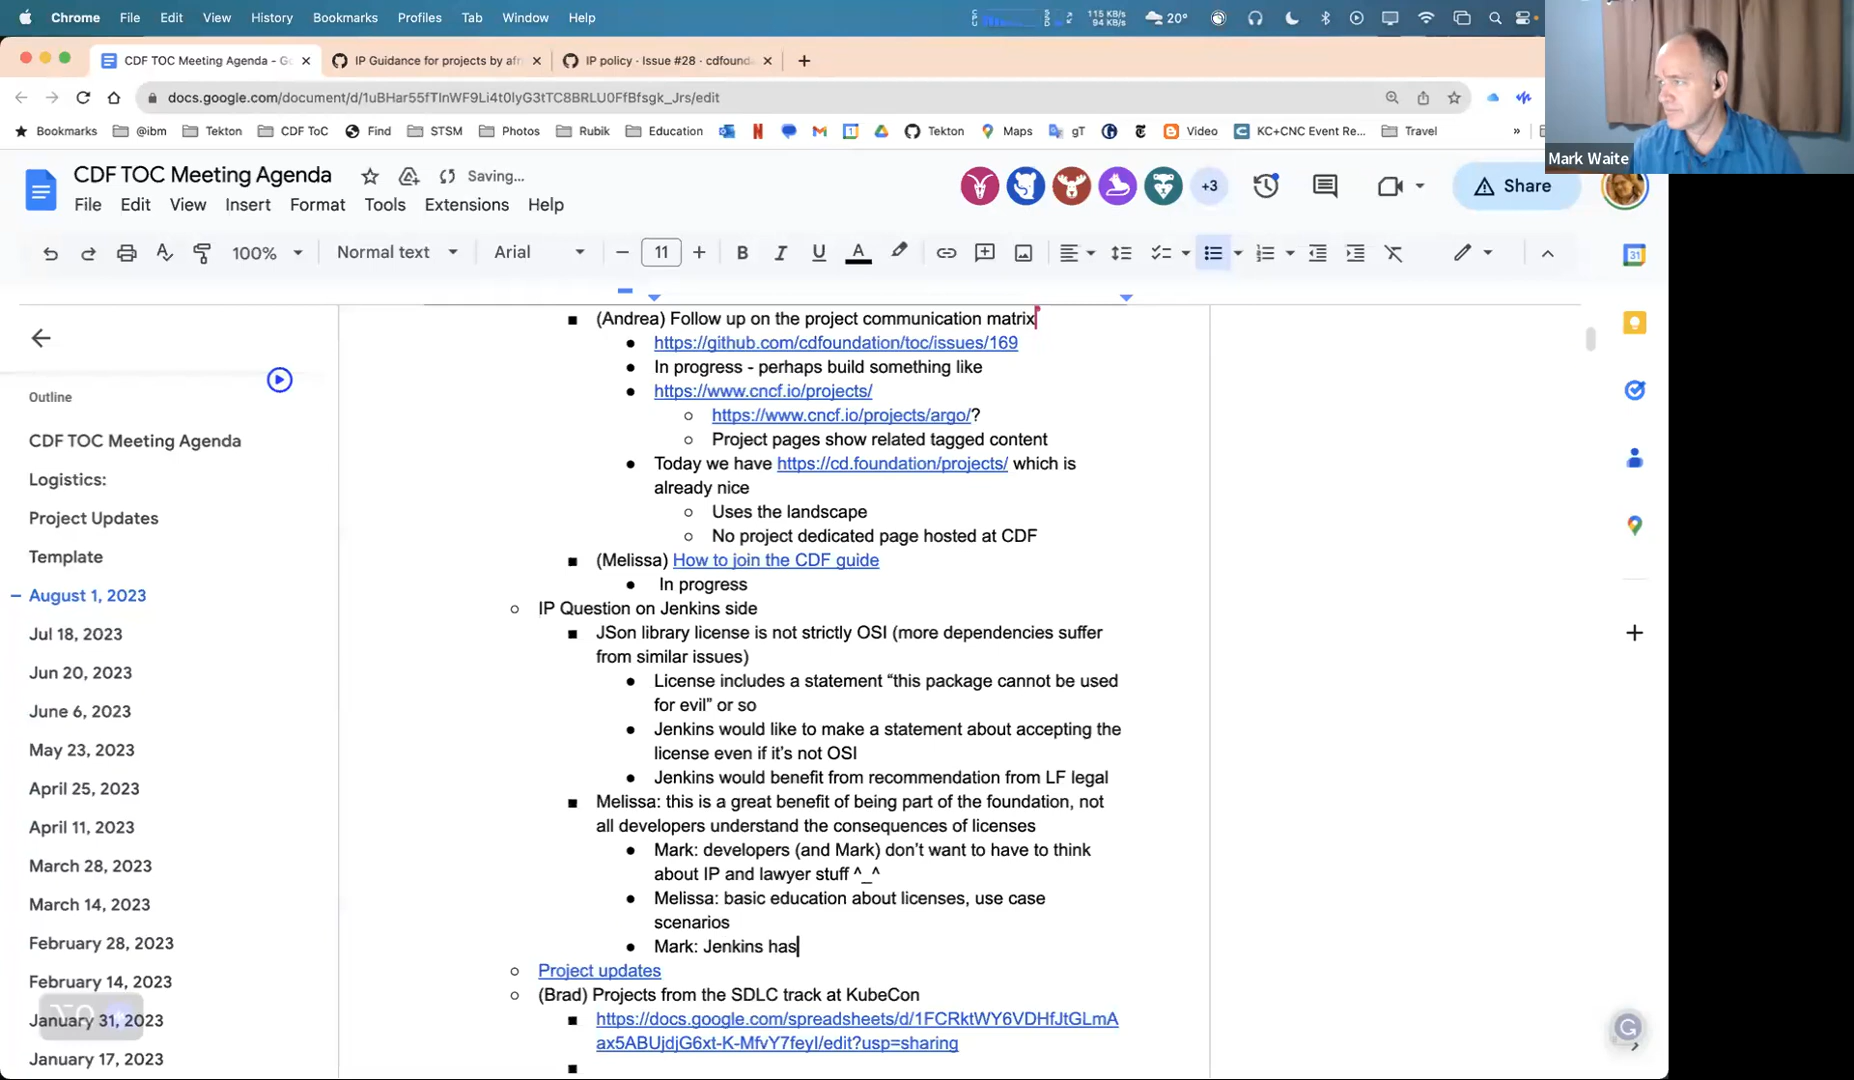 Chrome File Edit View History Bookmarks Profiles Tab Window Help
115 KB/s
94 KB/s
20°
CDF TOC Meeting Agenda - Go
IP Guidance for projects by afr
IP policy · Issue #28 · cdfound
docs.google.com/document/d/1uBHar55fTInWF9Li4t0lyG3tTC8BRLU0FfBfsgk_Jrs/edit
Bookmarks @ibm Tekton CDF ToC Find STSM Photos Rubik Education Tekton Maps gT Video KC+CNC Event Re... Travel »
Mark Waite
CDF TOC Meeting Agenda Saving...
+3
Share
File Edit View Insert Format Tools Extensions Help
100% Normal text Arial 11
Outline
CDF TOC Meeting Agenda
Logistics:
Project Updates
Template
August 1, 2023
Jul 18, 2023
Jun 20, 2023
June 6, 2023
May 23, 2023
April 25, 2023
April 11, 2023
March 28, 2023
March 14, 2023
February 28, 2023
February 14, 2023
January 31, 2023
January 17, 2023
(Andrea) Follow up on the project communication matrix
https://github.com/cdfoundation/toc/issues/169
In progress - perhaps build something like
https://www.cncf.io/projects/
https://www.cncf.io/projects/argo/?
Project pages show related tagged content
Today we have https://cd.foundation/projects/ which is
already nice
Uses the landscape
No project dedicated page hosted at CDF
(Melissa) How to join the CDF guide
In progress
IP Question on Jenkins side
JSon library license is not strictly OSI (more dependencies suffer
from similar issues)
License includes a statement “this package cannot be used
for evil” or so
Jenkins would like to make a statement about accepting the
license even if it’s not OSI
Jenkins would benefit from recommendation from LF legal
Melissa: this is a great benefit of being part of the foundation, not
all developers understand the consequences of licenses
Mark: developers (and Mark) don’t want to have to think
about IP and lawyer stuff ^_^
Melissa: basic education about licenses, use case
scenarios
Mark: Jenkins has
Project updates
(Brad) Projects from the SDLC track at KubeCon
https://docs.google.com/spreadsheets/d/1FCRktWY6VDHfJtGLmA
ax5ABUjdjG6xt-K-MfvY7feyI/edit?usp=sharing